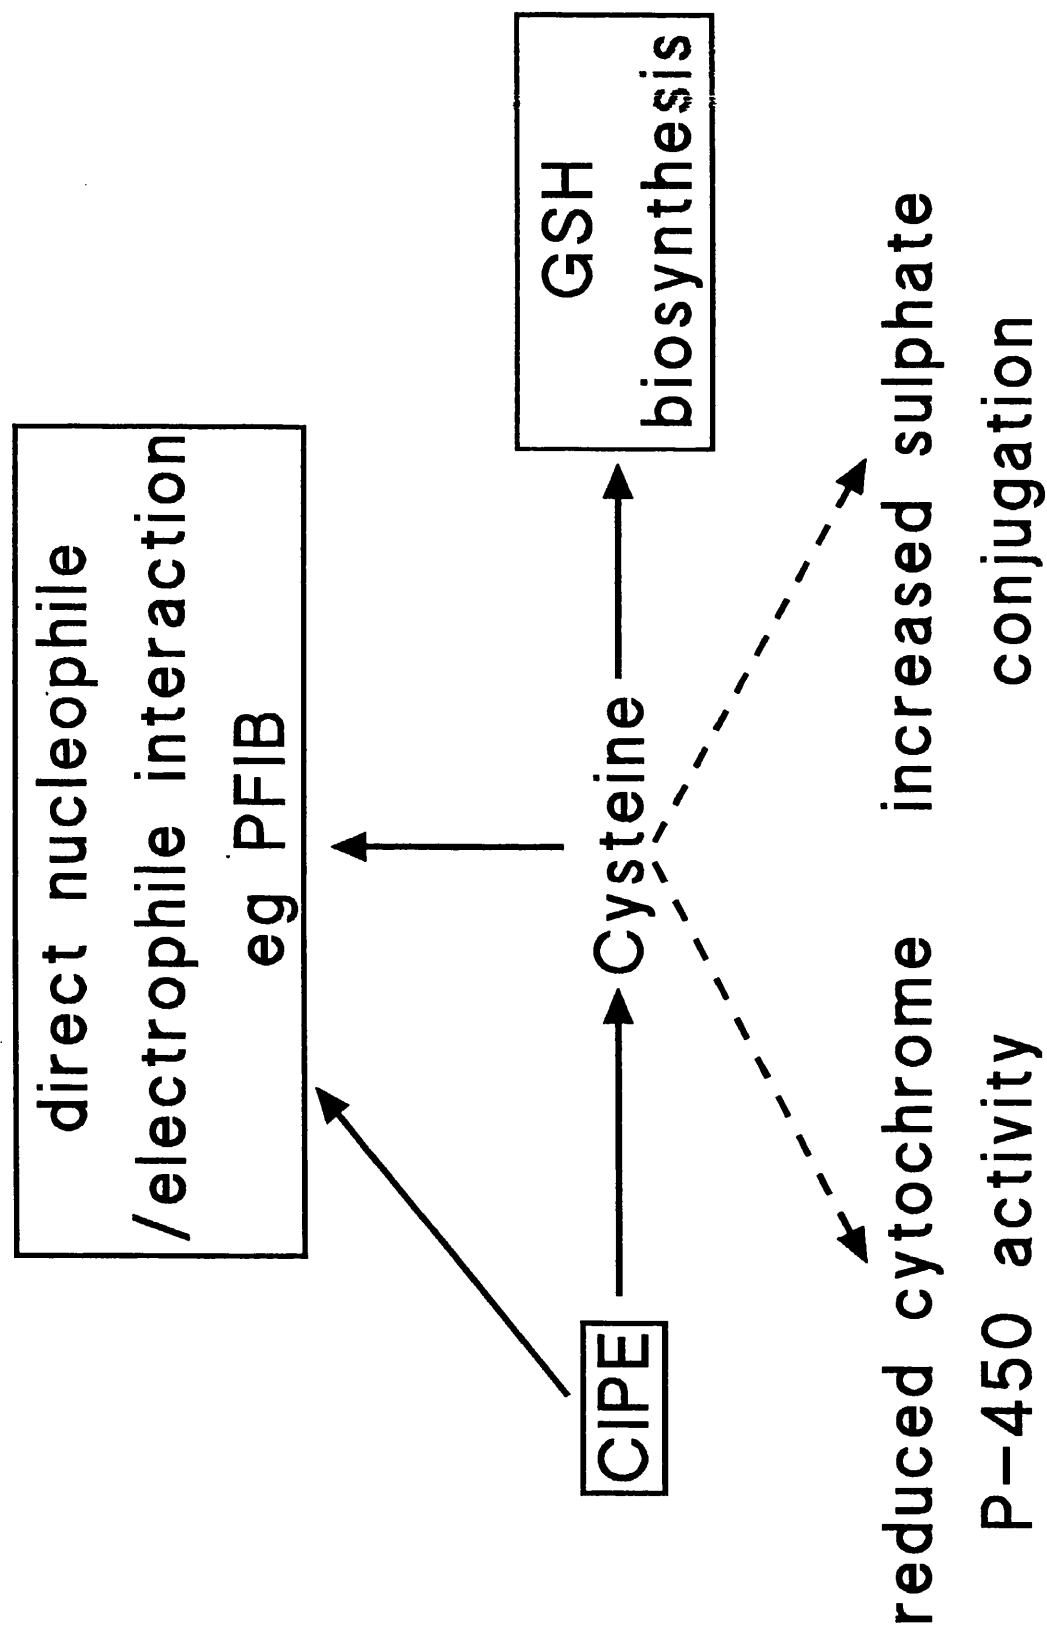 direct nucleophile
/electrophile interaction
eg PFIB
CIPE
Cysteine
GSH
biosynthesis
reduced cytochrome
P-450 activity
increased sulphate
conjugation